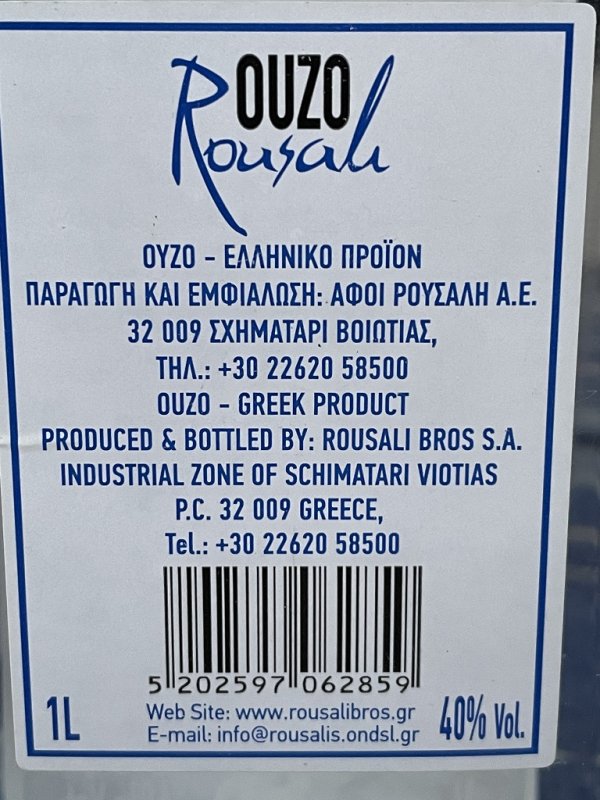 OUZO
Rousali
ΟΥΖΟ - ΕΛΛΗΝΙΚΟ ΠΡΟΪΟΝ
ΠΑΡΑΓΩΓΗ ΚΑΙ ΕΜΦΙΑΛΩΣΗ: ΑΦΟΙ ΡΟΥΣΑΛΗ Α.Ε.
32 009 ΣΧΗΜΑΤΑΡΙ ΒΟΙΩΤΙΑΣ,
ΤΗΛ.: +30 22620 58500
OUZO - GREEK PRODUCT
PRODUCED & BOTTLED BY: ROUSALI BROS S.A.
INDUSTRIAL ZONE OF SCHIMATARI VIOTIAS
P.C. 32 009 GREECE,
Tel.: +30 22620 58500
5 202597 062859
Web Site: www.rousalibros.gr
E-mail: info@rousalis.ondsl.gr
1L
40% Vol.